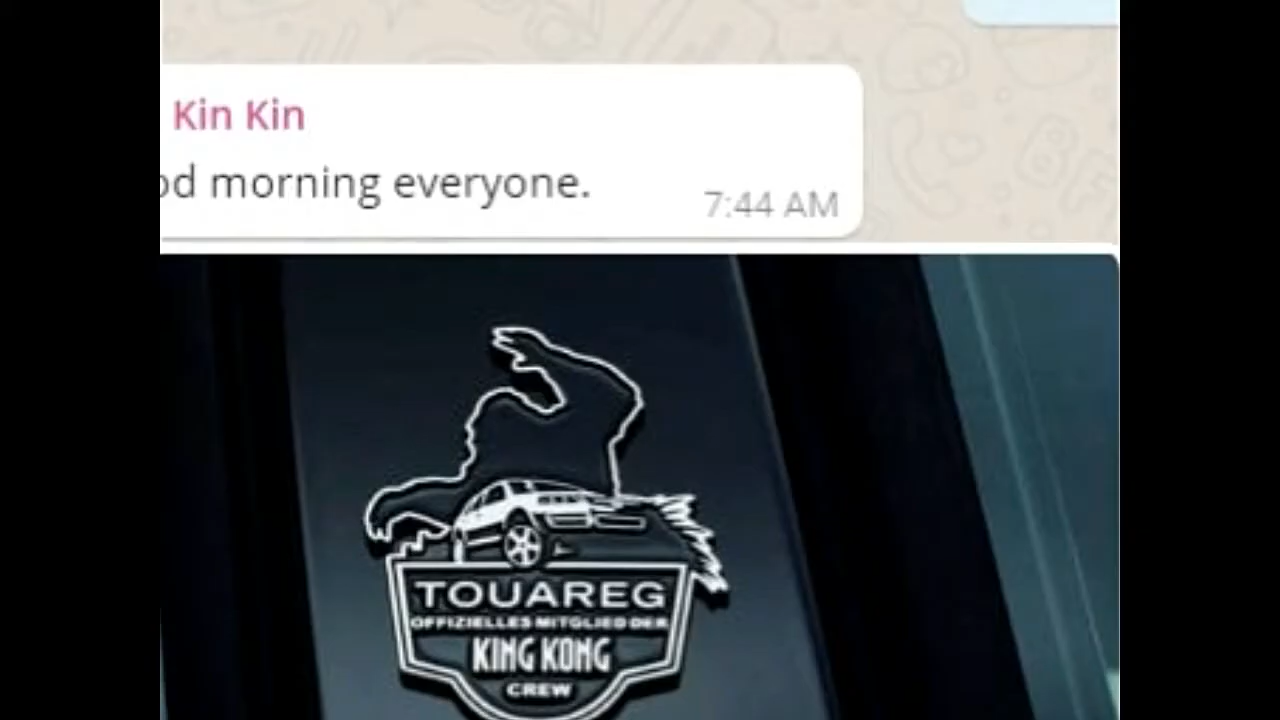 Kin Kin
od morning everyone.
7:44 AM
TOUAREG
OFFIZIELLES MITGLIED DER
KING KONG
CREW